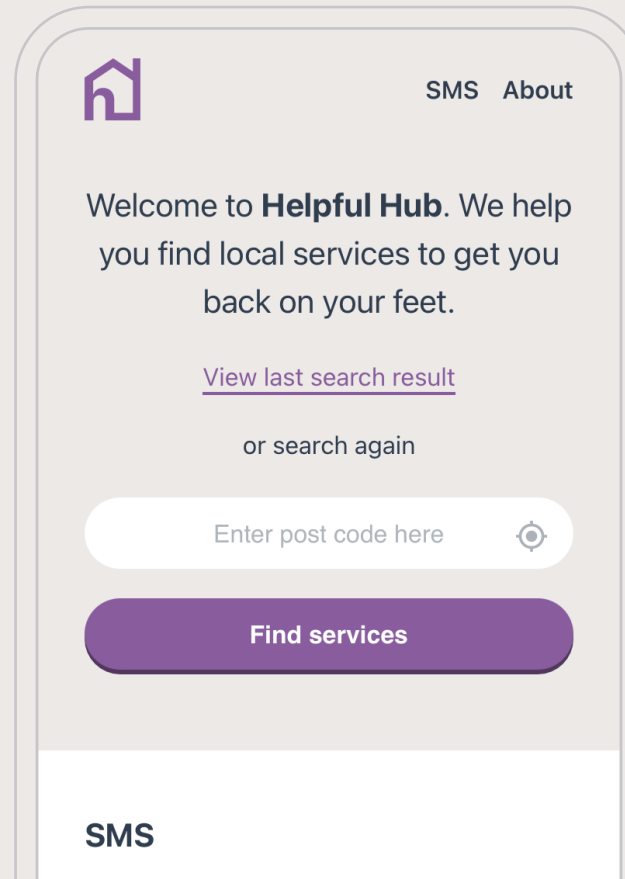 SMS About
Welcome to Helpful Hub. We help
you find local services to get you
back on your feet.
View last search result
or search again
Enter post code here
Find services
SMS